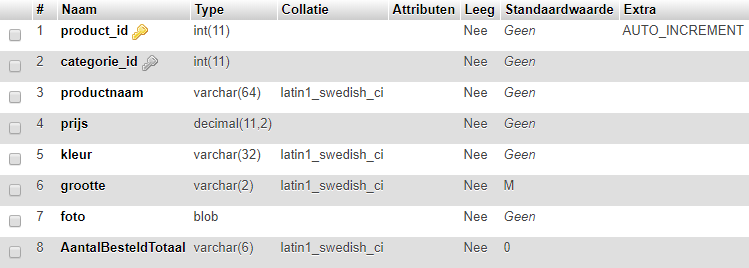 # Naam Type Collatie Attributen Leeg Standaardwaarde Extra
1 product_id int(11) Nee Geen AUTO_INCREMENT
2 categorie_id int(11) Nee Geen
3 productnaam varchar(64) latin1_swedish_ci Nee Geen
4 prijs decimal(11,2) Nee Geen
5 kleur varchar(32) latin1_swedish_ci Nee Geen
6 grootte varchar(2) latin1_swedish_ci Nee M
7 foto blob Nee Geen
8 AantalBesteldTotaal varchar(6) latin1_swedish_ci Nee 0